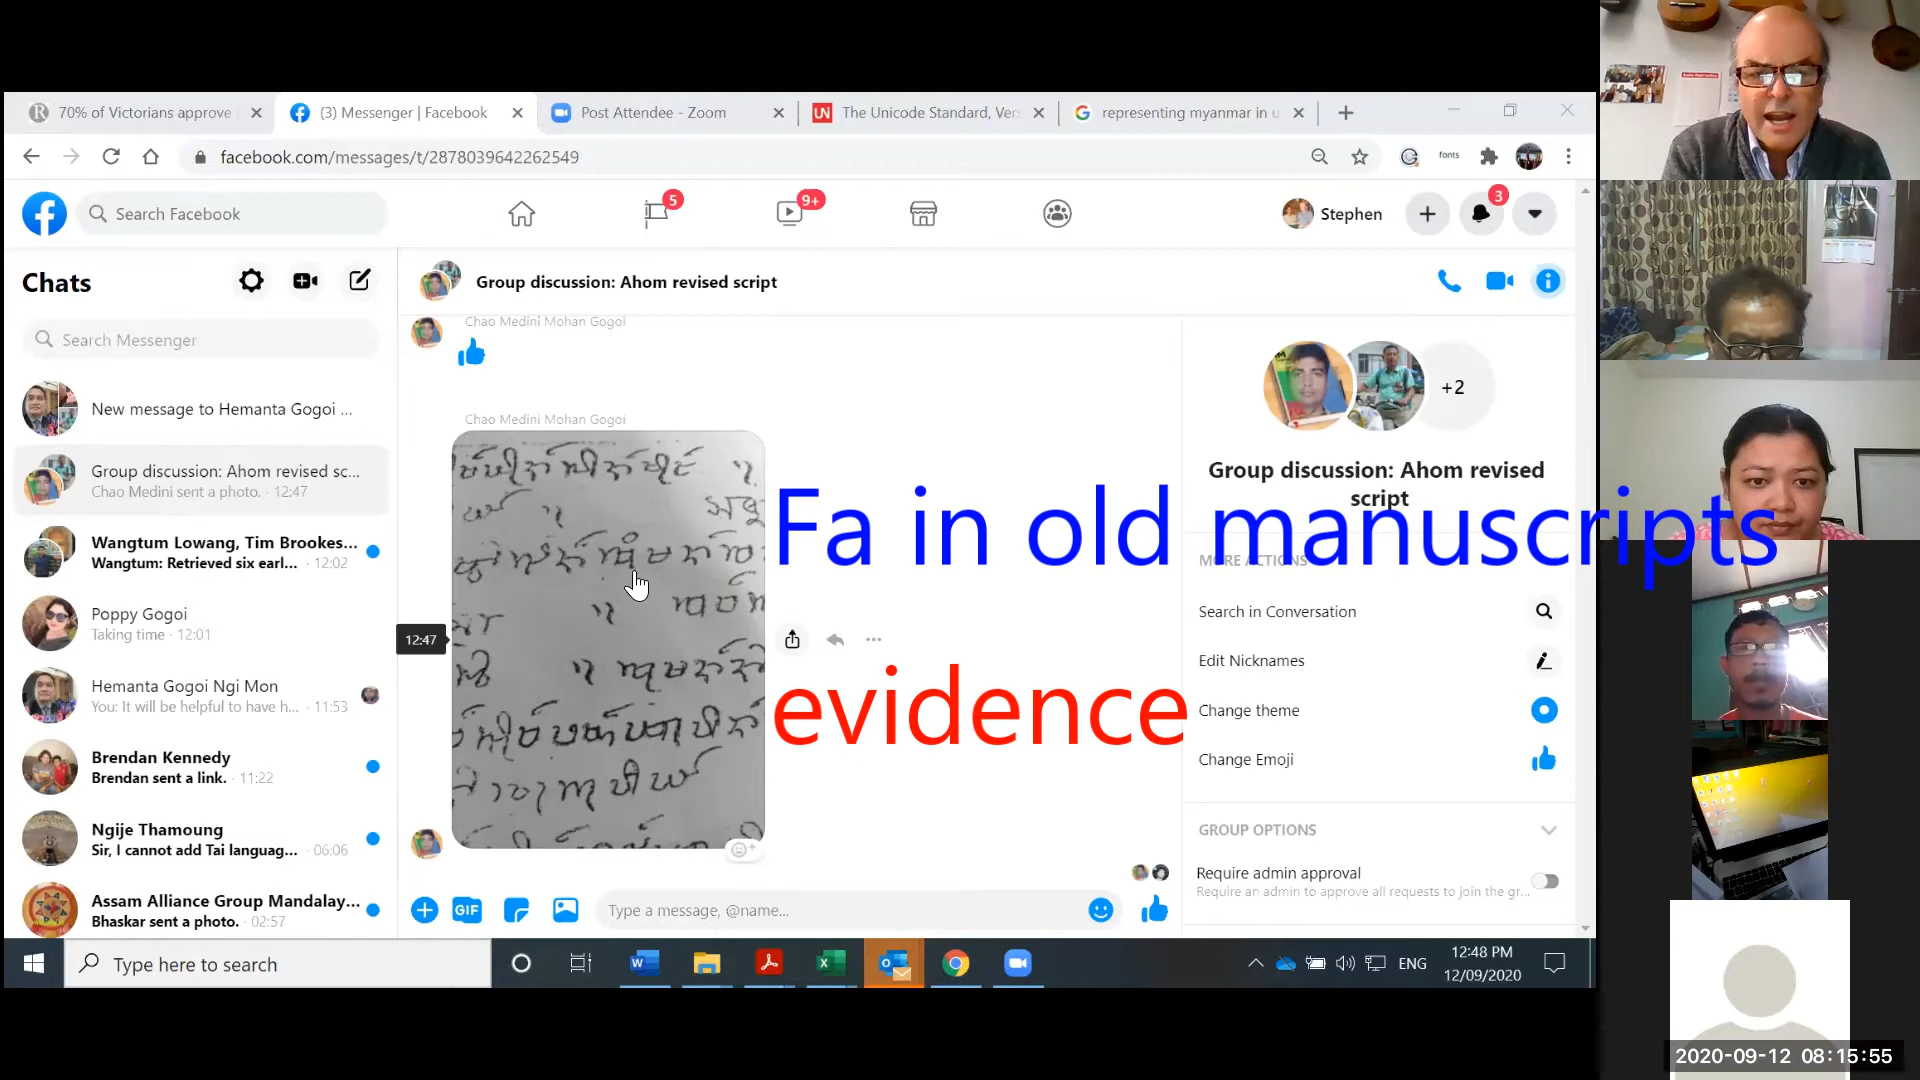 70% of Victorians approve
(3) Messenger | Facebook
Post Attendee - Zoom
The Unicode Standard, Ver
representing myanmar in u
facebook.com/messages/t/2878039642262549
fonts
Search Facebook
5
9+
Stephen
3
Chats
Search Messenger
New message to Hemanta Gogoi ...
Group discussion: Ahom revised sc...
Chao Medini sent a photo. · 12:47
Wangtum Lowang, Tim Brookes...
Wangtum: Retrieved six earl... · 12:02
Poppy Gogoi
Taking time · 12:01
Hemanta Gogoi Ngi Mon
You: It will be helpful to have h... · 11:53
Brendan Kennedy
Brendan sent a link. · 11:22
Ngije Thamoung
Sir, I cannot add Tai languag... · 06:06
Assam Alliance Group Mandalay...
Bhaskar sent a photo. · 02:57
Group discussion: Ahom revised script
Chao Medini Mohan Gogoi
Chao Medini Mohan Gogoi
12:47
Fa in old manuscripts
evidence
GIF
Type a message, @name...
+2
Group discussion: Ahom revised
script
MORE ACTIONS
Search in Conversation
Edit Nicknames
Change theme
Change Emoji
GROUP OPTIONS
Require admin approval
Require an admin to approve all requests to join the gr...
Type here to search
ENG
12:48 PM
12/09/2020
2020-09-12 08:15:55